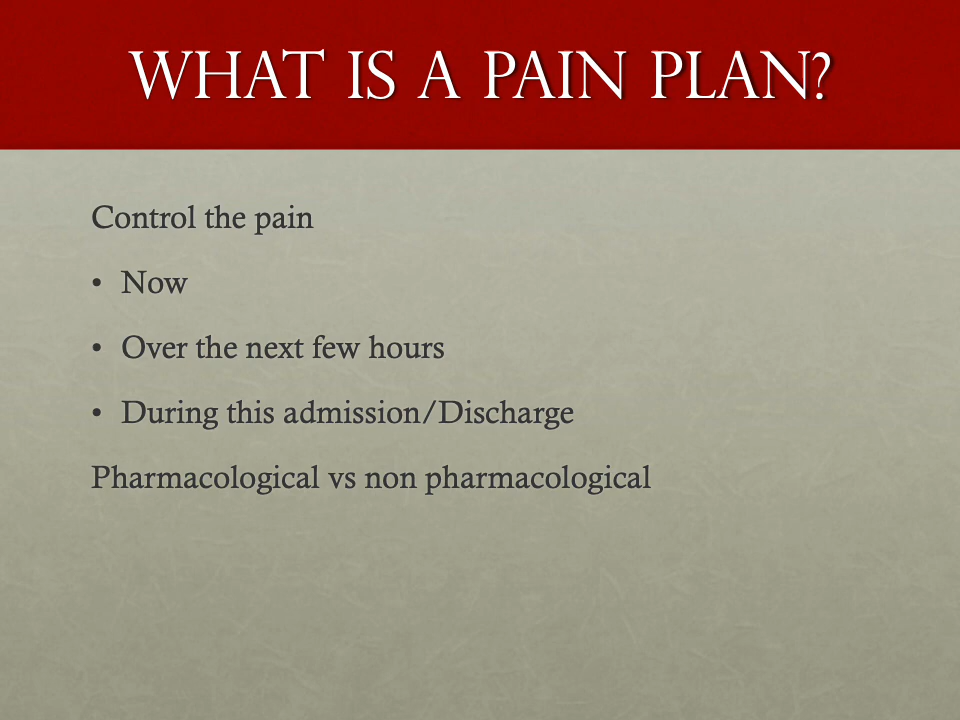 WHAT IS A PAIN PLAN?
Control the pain
• Now
• Over the next few hours
• During this admission/Discharge
Pharmacological vs non pharmacological